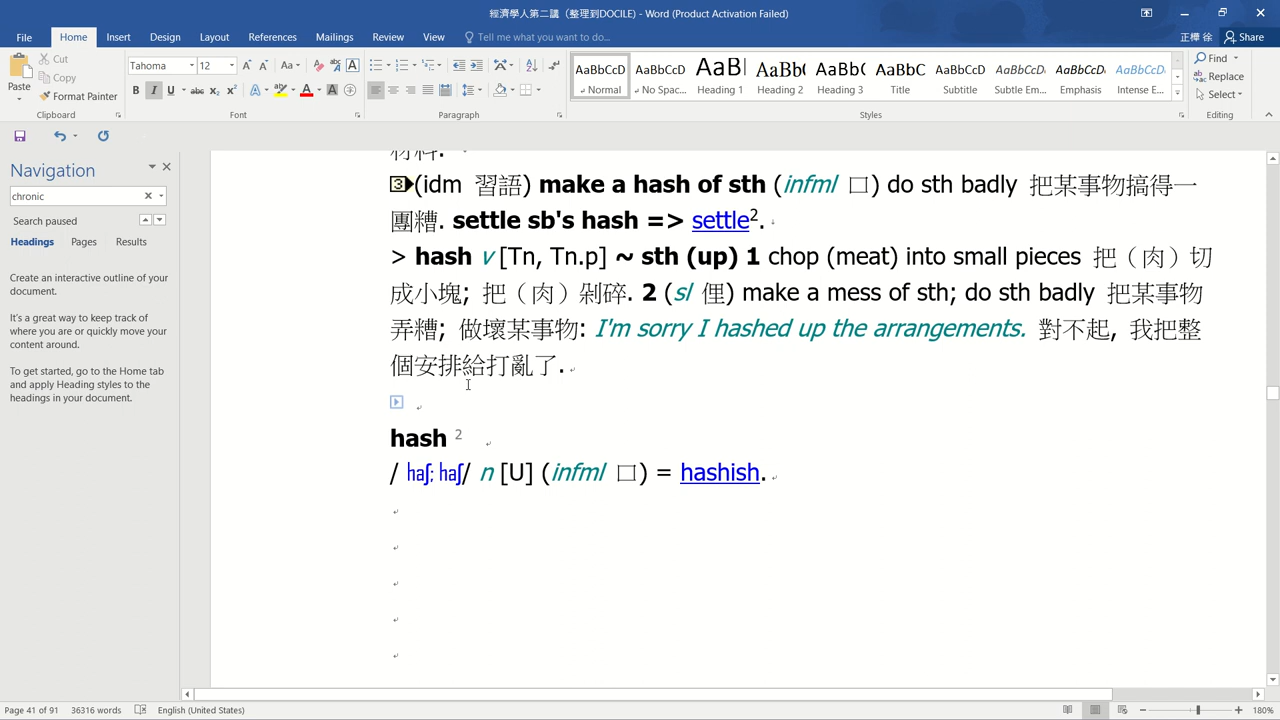 經濟學人第二講（整理到DOCILE) - Word (Product Activation Failed)
File Home Insert Design Layout References Mailings Review View Tell me what you want to do... 正樺 徐 Share
Paste Cut Copy Format Painter Clipboard
Tahoma 12 Font
Paragraph
AaBbCcD Normal AaBbCcD No Spac... AaBl Heading 1 AaBb( Heading 2 AaBb( Heading 3 AaBbC Title AaBbCcD Subtitle AaBbCcD Subtle Em... AaBbCcD Emphasis AaBbCcD Intense E... Styles
Find Replace Select Editing
Navigation
chronic
Search paused
Headings Pages Results
Create an interactive outline of your
document.
It's a great way to keep track of
where you are or quickly move your
content around.
To get started, go to the Home tab
and apply Heading styles to the
headings in your document.
材料.
3 (idm 習語) make a hash of sth (infml 口) do sth badly 把某事物搞得一
團糟. settle sb's hash => settle2.
> hash v [Tn, Tn.p] ~ sth (up) 1 chop (meat) into small pieces 把（肉）切
成小塊; 把（肉）剁碎. 2 (sl 俚) make a mess of sth; do sth badly 把某事物
弄糟; 做壞某事物: I'm sorry I hashed up the arrangements. 對不起, 我把整
個安排給打亂了.
hash 2
/ haʃ; haʃ/ n [U] (infml 口) = hashish.
Page 41 of 91 36316 words English (United States) 180%